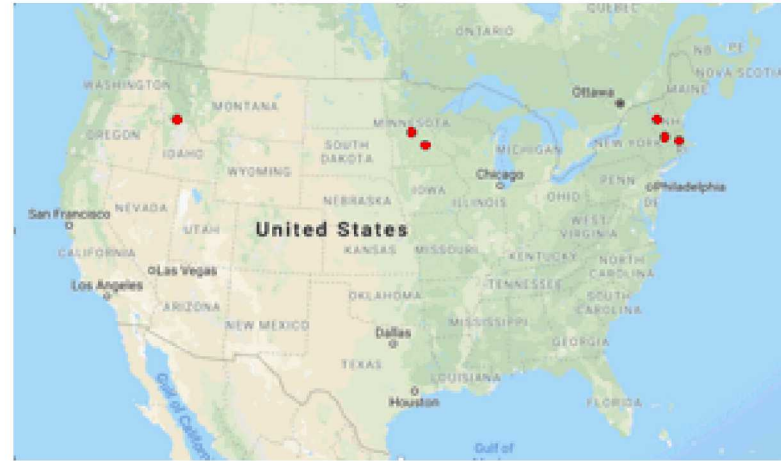 QUEBEC
ONTARIO
NB PE
NOVA SCOTIA
WASHINGTON
MAINE
Ottawa
MONTANA
MINNESOTA
NH
OREGON
SOUTH DAKOTA
MICHIGAN
NEW YORK
IDAHO
WYOMING
Chicago
PENN
Philadelphia
IOWA
NEBRASKA
ILLINOIS
OHIO
DE
San Francisco
NEVADA
UTAH
United States
WEST VIRGINIA
KANSAS
MISSOURI
KENTUCKY
CALIFORNIA
Las Vegas
NORTH CAROLINA
Los Angeles
OKLAHOMA
TENNESSEE
ARIZONA
SOUTH CAROLINA
NEW MEXICO
MISSISSIPPI
Dallas
GEORGIA
TEXAS
LOUISIANA
Houston
FLORIDA
Gulf of California
Gulf of